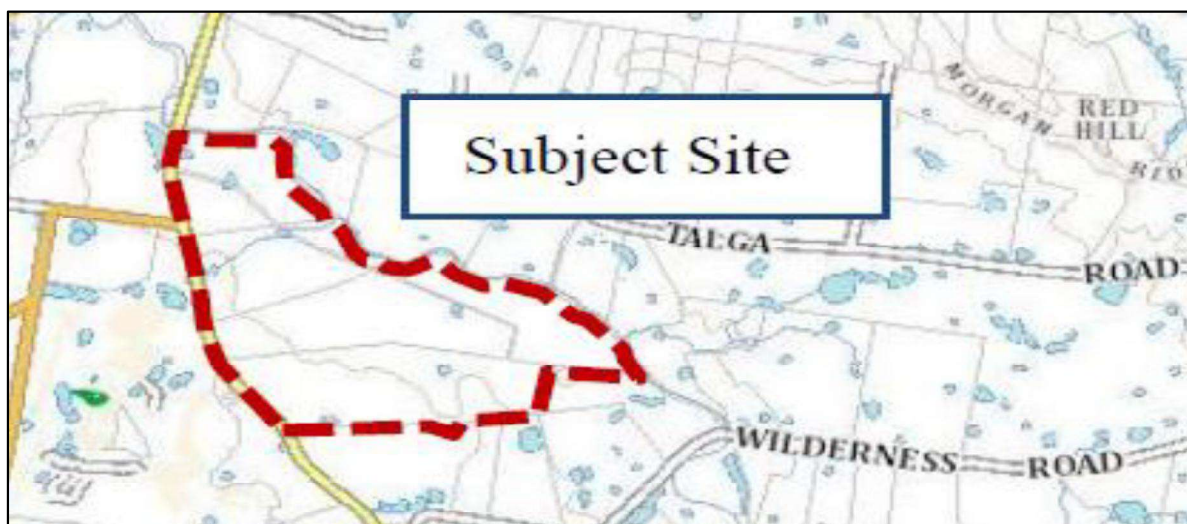 Subject Site
MORGAN
RED
HILL
TALGA
ROAD
WILDERNESS
ROAD